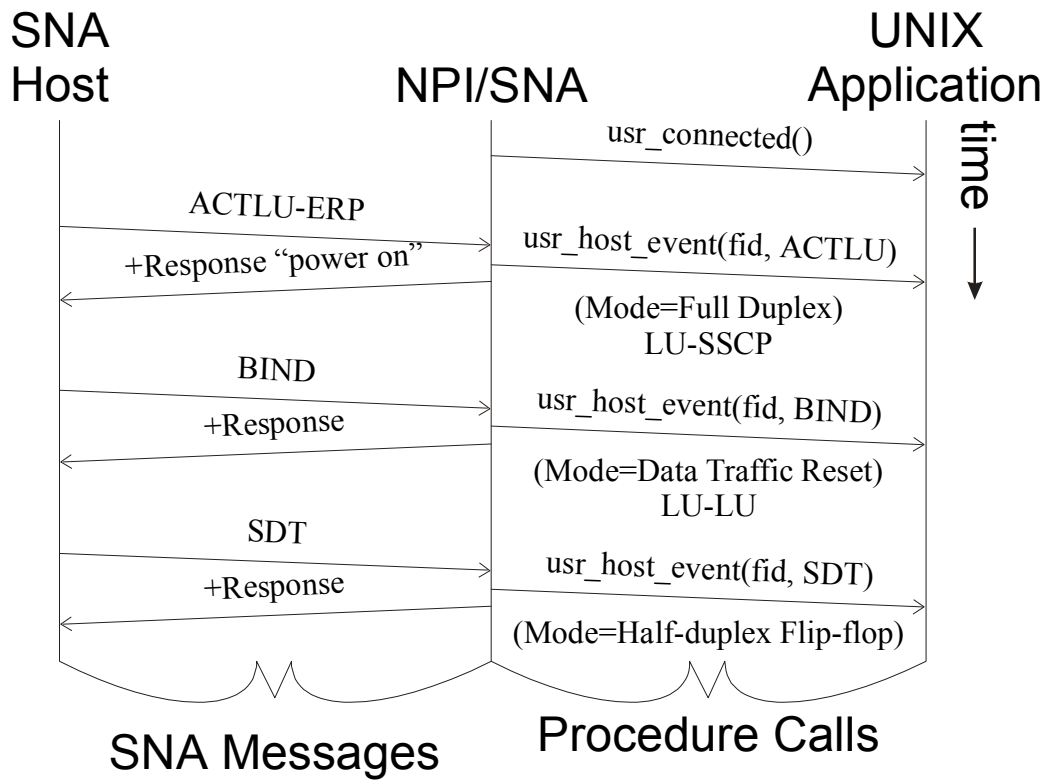 SNA
Host
NPI/SNA
UNIX
Application
time
usr_connected()
ACTLU-ERP
+Response “power on”
usr_host_event(fid, ACTLU)
(Mode=Full Duplex)
LU-SSCP
BIND
+Response
usr_host_event(fid, BIND)
(Mode=Data Traffic Reset)
LU-LU
SDT
+Response
usr_host_event(fid, SDT)
(Mode=Half-duplex Flip-flop)
SNA Messages
Procedure Calls